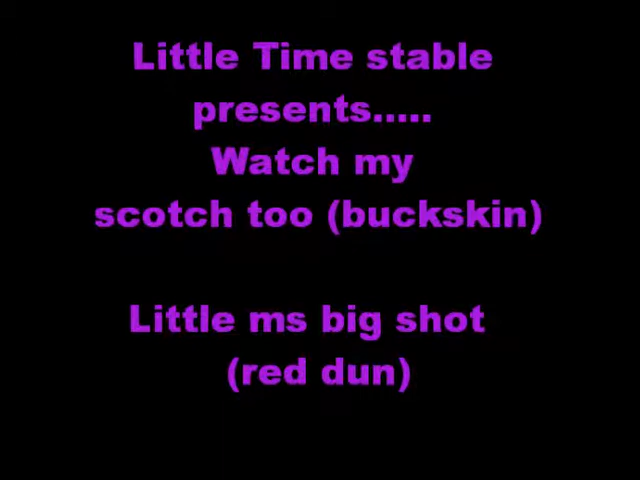 Little Time stable
presents.....
Watch my
scotch too (buckskin)
Little ms big shot
(red dun)